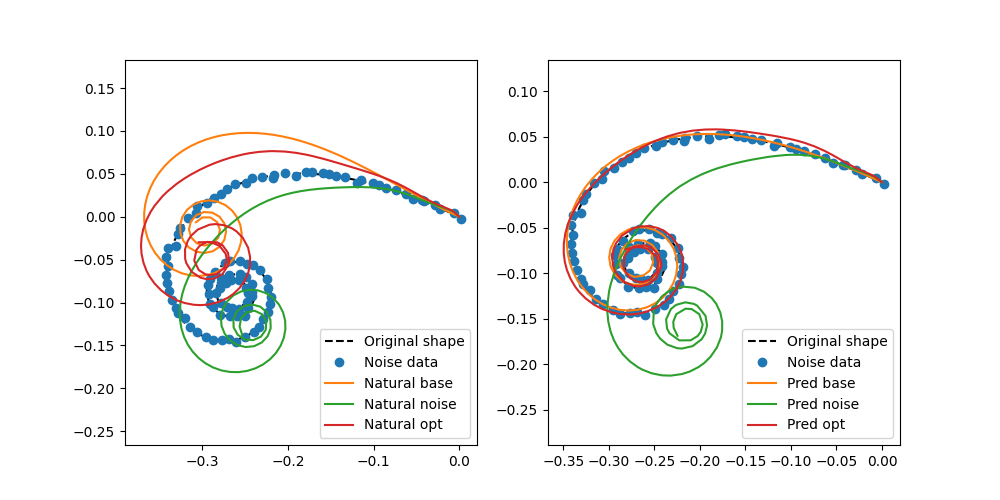 0.15
0.10
0.05
0.00
−0.05
−0.10
−0.15
−0.20
−0.25
−0.3
−0.2
−0.1
0.0
Original shape
Noise data
Natural base
Natural noise
Natural opt
0.10
0.05
0.00
−0.05
−0.10
−0.15
−0.20
−0.25
−0.35
−0.30
−0.25
−0.20
−0.15
−0.10
−0.05
0.00
Original shape
Noise data
Pred base
Pred noise
Pred opt